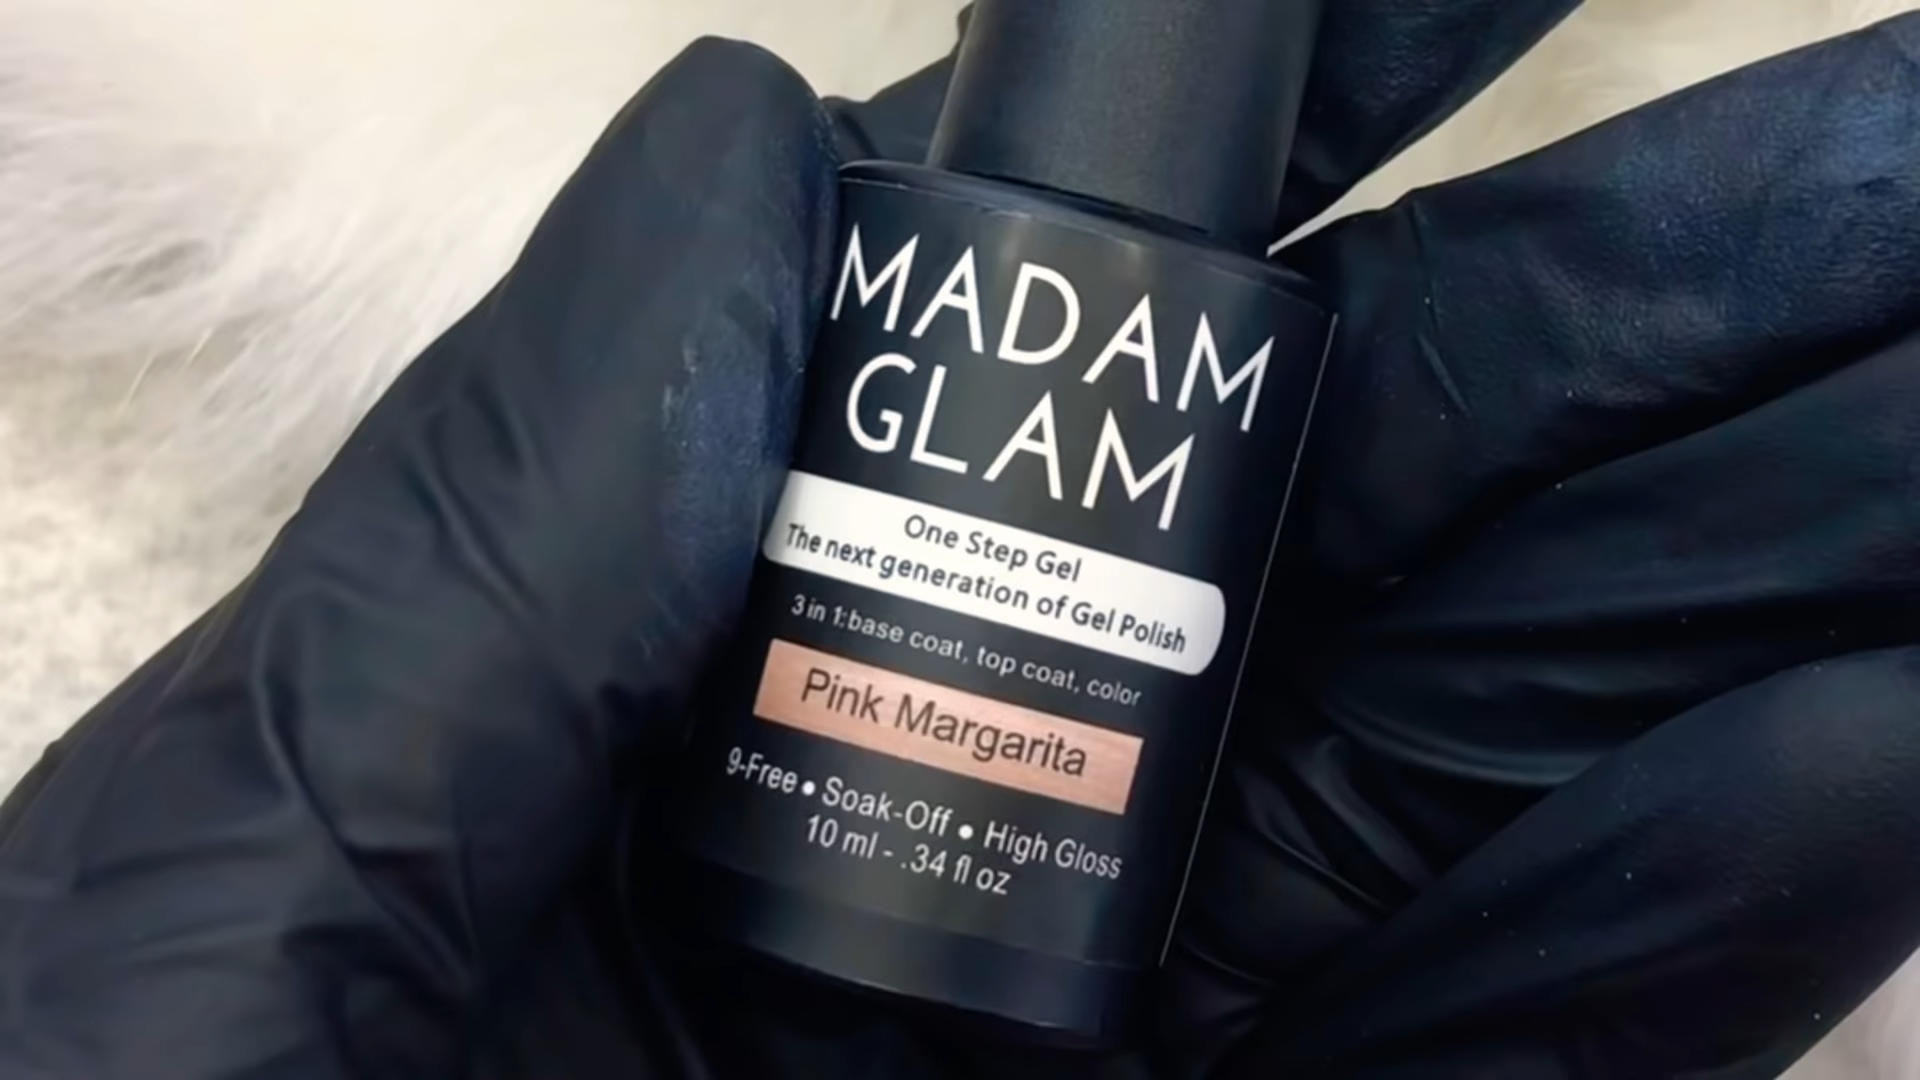 MADAM
GLAM
One Step Gel
The next generation of Gel Polish
3 in 1:base coat, top coat, color
Pink Margarita
9-Free • Soak-Off • High Gloss
10 ml - .34 fl oz